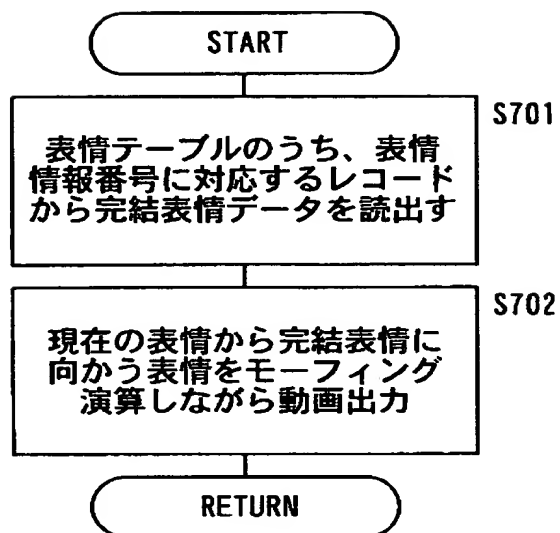 START
S701
表情テーブルのうち、表情
情報番号に対応するレコード
から完結表情データを読出す
S702
現在の表情から完結表情に
向かう表情をモーフィング
演算しながら動画出力
RETURN